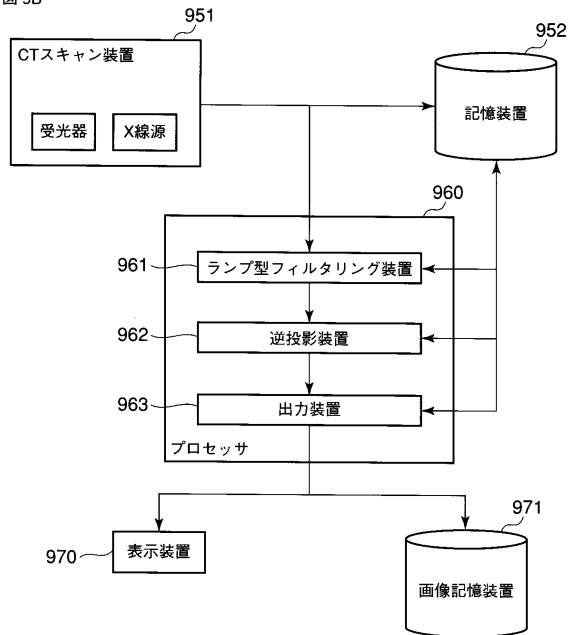 図 9B
951
CTスキャン装置
受光器
X線源
952
記憶装置
960
961
ランプ型フィルタリング装置
962
逆投影装置
963
出力装置
プロセッサ
970
表示装置
971
画像記憶装置